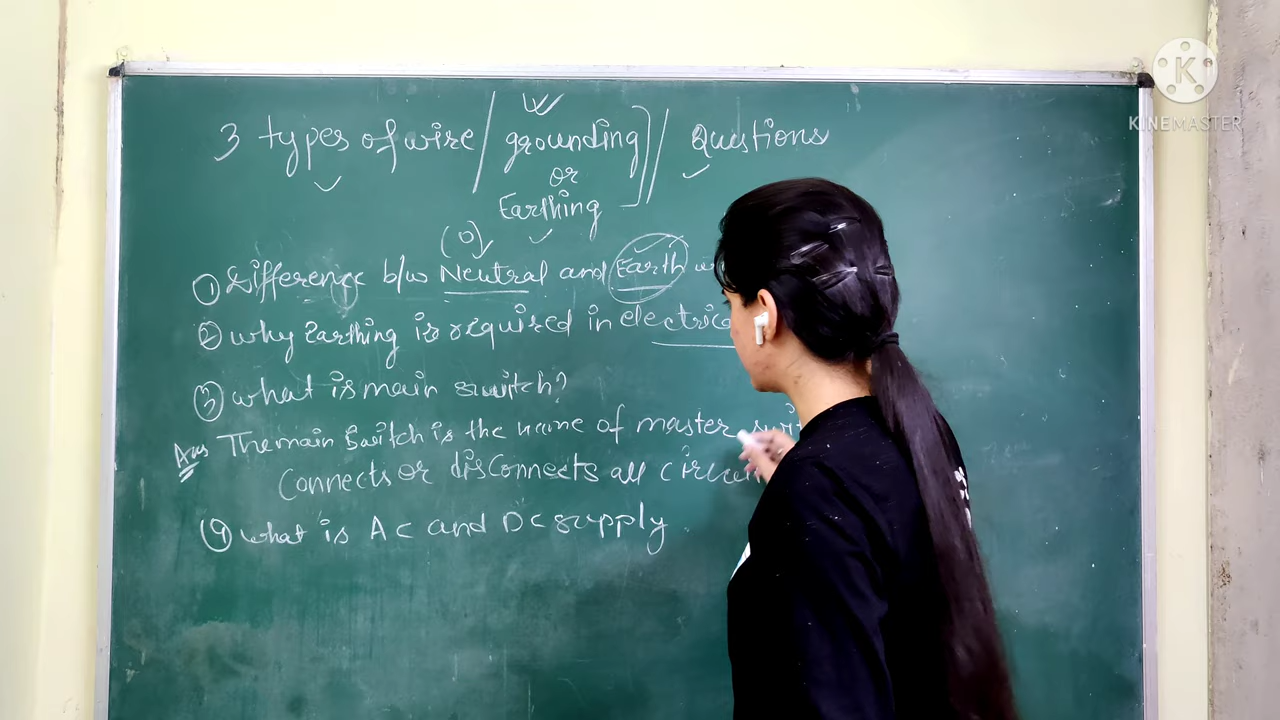 3 types of wire / grounding // Questions
or
Earthing
(0)
① Difference b/w Neutral and Earth
② why Earthing is required in
③ what is main switch?
Ans The main switch is the name of master
Connects or disconnects all
④ what is AC and DC supply
KINEMASTER